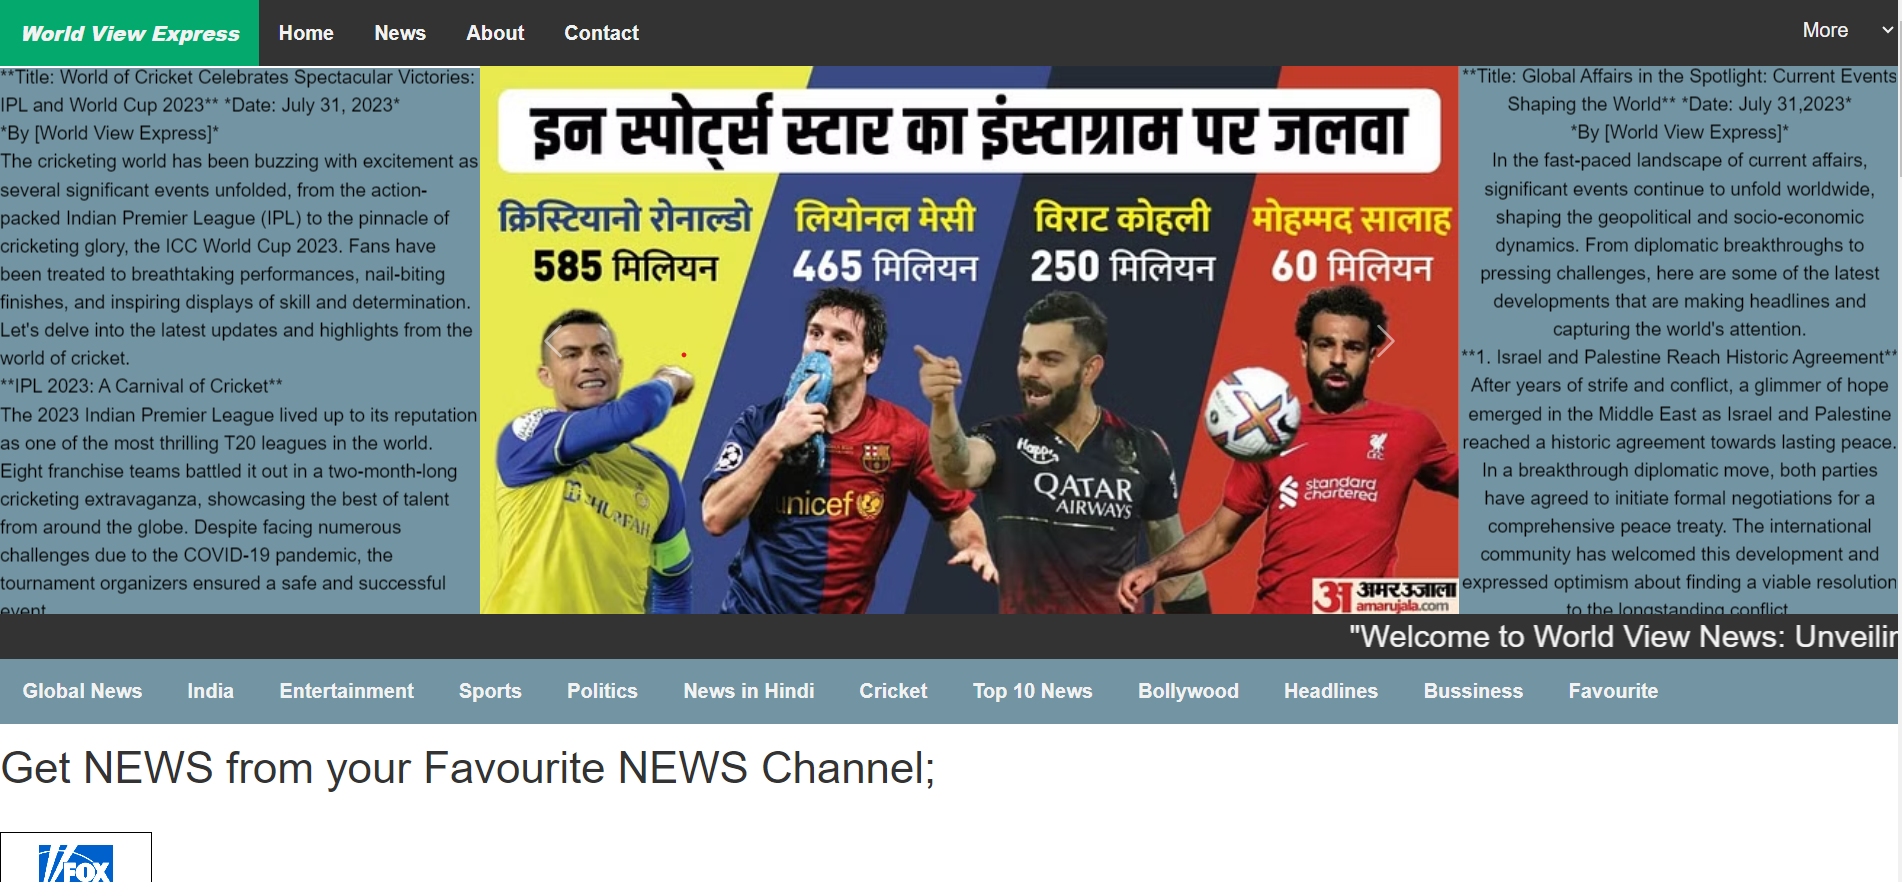 World View Express
Home
News
About
Contact
More
**Title: World of Cricket Celebrates Spectacular Victories:
IPL and World Cup 2023** *Date: July 31, 2023*
*By [World View Express]*
The cricketing world has been buzzing with excitement as
several significant events unfolded, from the action-
packed Indian Premier League (IPL) to the pinnacle of
cricketing glory, the ICC World Cup 2023. Fans have
been treated to breathtaking performances, nail-biting
finishes, and inspiring displays of skill and determination.
Let's delve into the latest updates and highlights from the
world of cricket.
**IPL 2023: A Carnival of Cricket**
The 2023 Indian Premier League lived up to its reputation
as one of the most thrilling T20 leagues in the world.
Eight franchise teams battled it out in a two-month-long
cricketing extravaganza, showcasing the best of talent
from around the globe. Despite facing numerous
challenges due to the COVID-19 pandemic, the
tournament organizers ensured a safe and successful
event
इन स्पोर्ट्स स्टार का इंस्टाग्राम पर जलवा
क्रिस्टियानो रोनाल्डो
585 मिलियन
लियोनल मेसी
465 मिलियन
विराट कोहली
250 मिलियन
मोहम्मद सालाह
60 मिलियन
unicef
Happy
QATAR
AIRWAYS
L.F.C.
standard
chartered
अमर उजाला
amarujala.com
**Title: Global Affairs in the Spotlight: Current Events
Shaping the World** *Date: July 31,2023*
*By [World View Express]*
In the fast-paced landscape of current affairs,
significant events continue to unfold worldwide,
shaping the geopolitical and socio-economic
dynamics. From diplomatic breakthroughs to
pressing challenges, here are some of the latest
developments that are making headlines and
capturing the world's attention.
**1. Israel and Palestine Reach Historic Agreement**
After years of strife and conflict, a glimmer of hope
emerged in the Middle East as Israel and Palestine
reached a historic agreement towards lasting peace.
In a breakthrough diplomatic move, both parties
have agreed to initiate formal negotiations for a
comprehensive peace treaty. The international
community has welcomed this development and
expressed optimism about finding a viable resolution
to the longstanding conflict
"Welcome to World View News: Unveilin
Global News
India
Entertainment
Sports
Politics
News in Hindi
Cricket
Top 10 News
Bollywood
Headlines
Bussiness
Favourite
Get NEWS from your Favourite NEWS Channel;
FOX